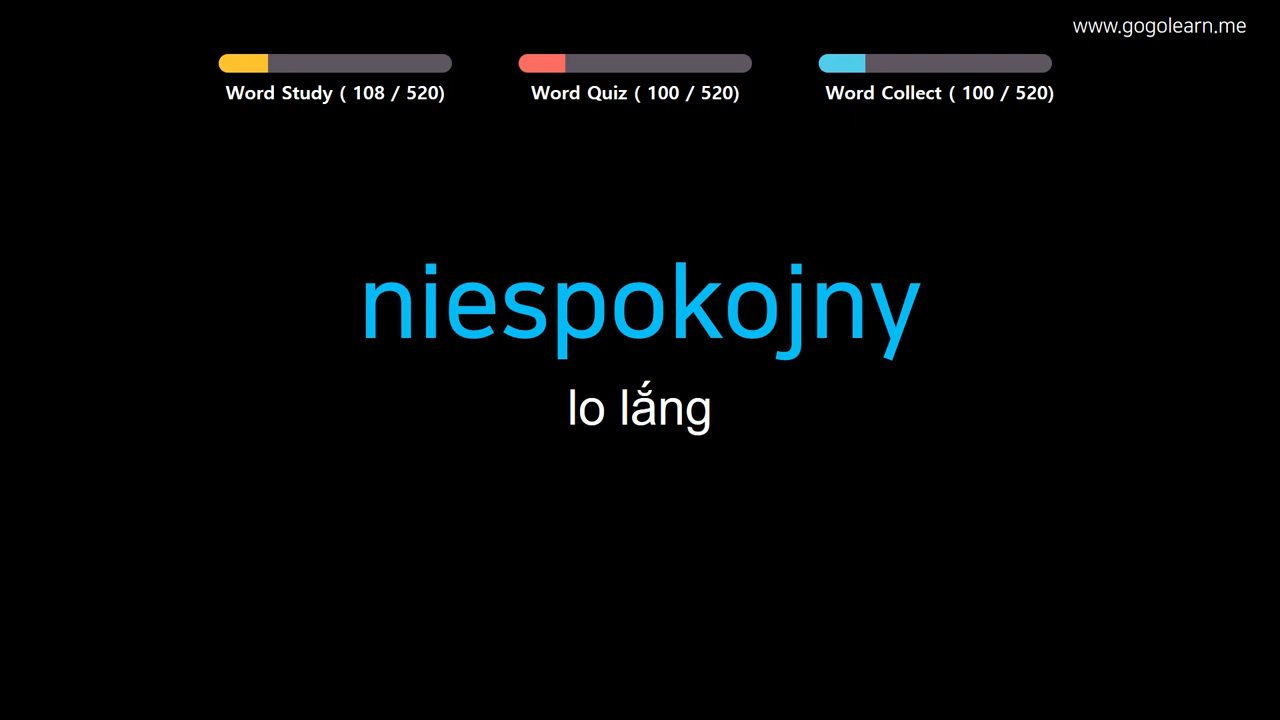 www.gogolearn.me
Word Study ( 108 / 520)
Word Quiz ( 100 / 520)
Word Collect ( 100 / 520)
niespokojny
lo lắng